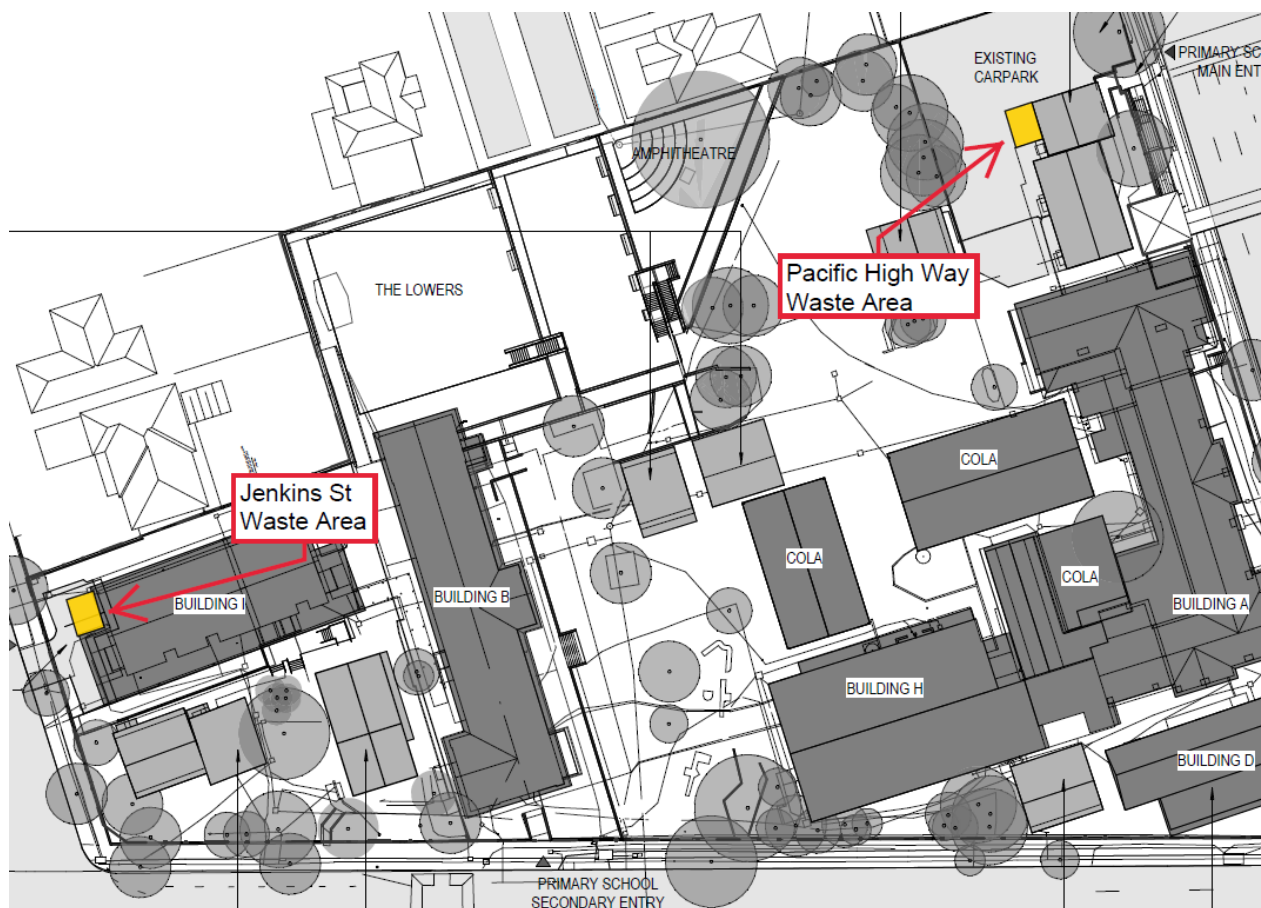 EXISTING
CARPARK
PRIMARY SC
MAIN ENT
AMPHITHEATRE
Pacific High Way
Waste Area
THE LOWERS
COLA
Jenkins St
Waste Area
COLA
COLA
BUILDING I
BUILDING B
BUILDING A
BUILDING H
BUILDING D
PRIMARY SCHOOL
SECONDARY ENTRY